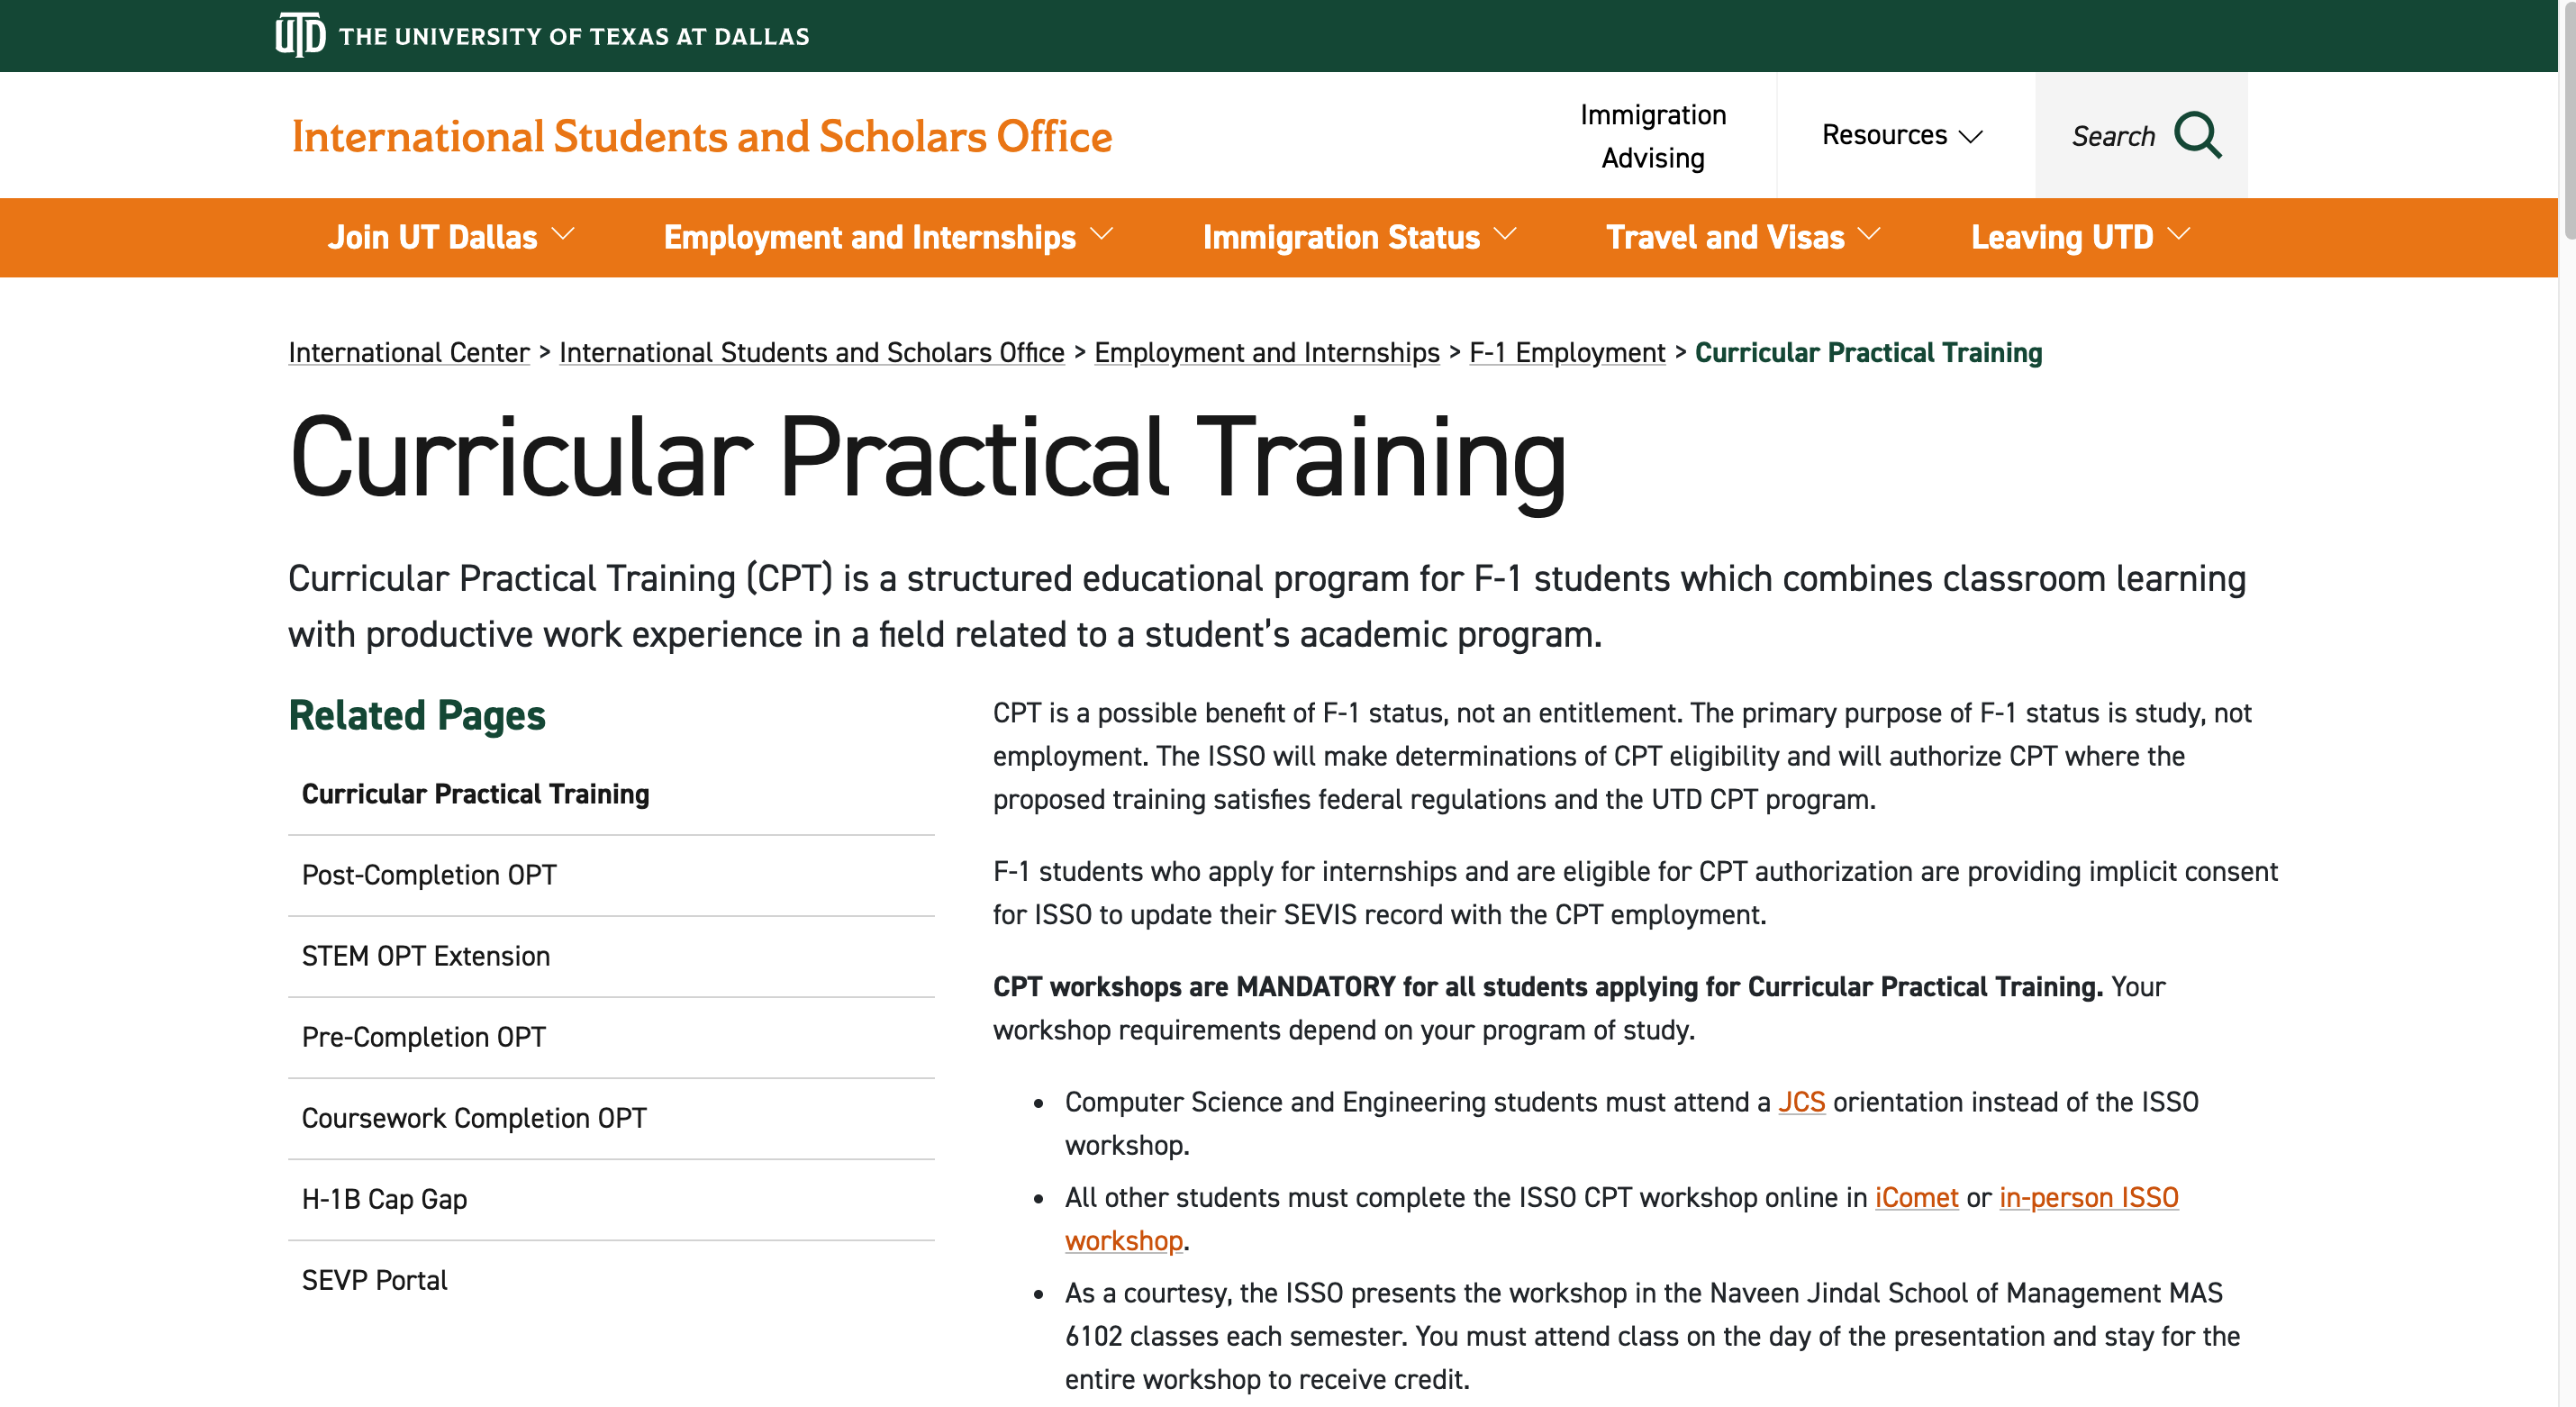 UTD THE UNIVERSITY OF TEXAS AT DALLAS
International Students and Scholars Office
Immigration
Advising
Resources
Search
Join UT Dallas
Employment and Internships
Immigration Status
Travel and Visas
Leaving UTD
International Center > International Students and Scholars Office > Employment and Internships > F-1 Employment > Curricular Practical Training
Curricular Practical Training
Curricular Practical Training (CPT) is a structured educational program for F-1 students which combines classroom learning
with productive work experience in a field related to a student's academic program.
Related Pages
Curricular Practical Training
Post-Completion OPT
STEM OPT Extension
Pre-Completion OPT
Coursework Completion OPT
H-1B Cap Gap
SEVP Portal
CPT is a possible benefit of F-1 status, not an entitlement. The primary purpose of F-1 status is study, not
employment. The ISSO will make determinations of CPT eligibility and will authorize CPT where the
proposed training satisfies federal regulations and the UTD CPT program.
F-1 students who apply for internships and are eligible for CPT authorization are providing implicit consent
for ISSO to update their SEVIS record with the CPT employment.
CPT workshops are MANDATORY for all students applying for Curricular Practical Training. Your
workshop requirements depend on your program of study.
• Computer Science and Engineering students must attend a JCS orientation instead of the ISSO
workshop.
• All other students must complete the ISSO CPT workshop online in iComet or in-person ISSO
workshop.
• As a courtesy, the ISSO presents the workshop in the Naveen Jindal School of Management MAS
6102 classes each semester. You must attend class on the day of the presentation and stay for the
entire workshop to receive credit.